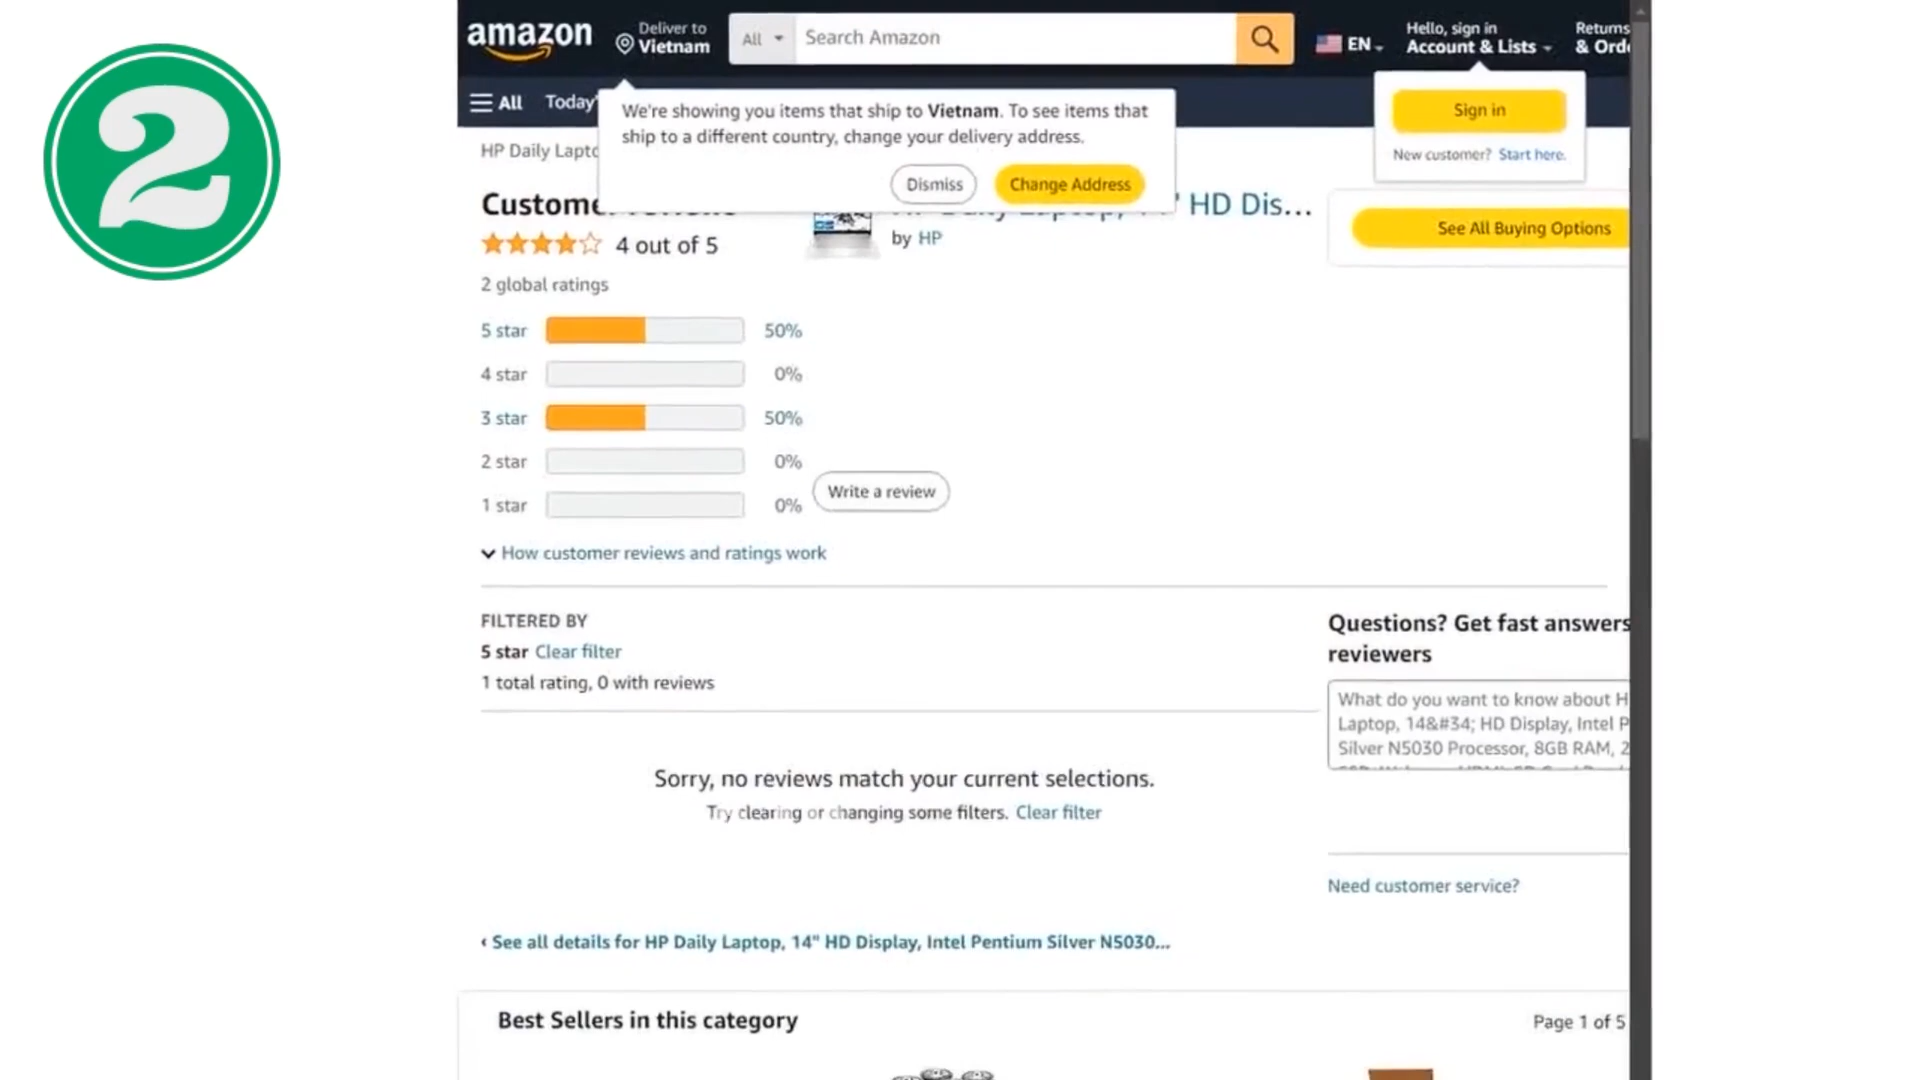 2
amazon
Deliver to
Vietnam
All
Search Amazon
EN
Hello, sign in
Account & Lists
Returns
& Ord
All
Today'
We're showing you items that ship to Vietnam. To see items that
ship to a different country, change your delivery address.
Dismiss
Change Address
Sign in
New customer? Start here.
HP Daily Lapto
Custome
HP Daily Laptop, 14" HD Dis...
by HP
See All Buying Options
4 out of 5
2 global ratings
5 star 50%
4 star 0%
3 star 50%
2 star 0%
1 star 0%
Write a review
How customer reviews and ratings work
FILTERED BY
5 star Clear filter
1 total rating, 0 with reviews
Questions? Get fast answers
reviewers
What do you want to know about H
Laptop, 14&#34; HD Display, Intel P
Silver N5030 Processor, 8GB RAM, 2
Sorry, no reviews match your current selections.
Try clearing or changing some filters. Clear filter
Need customer service?
‹ See all details for HP Daily Laptop, 14" HD Display, Intel Pentium Silver N5030...
Best Sellers in this category
Page 1 of 5